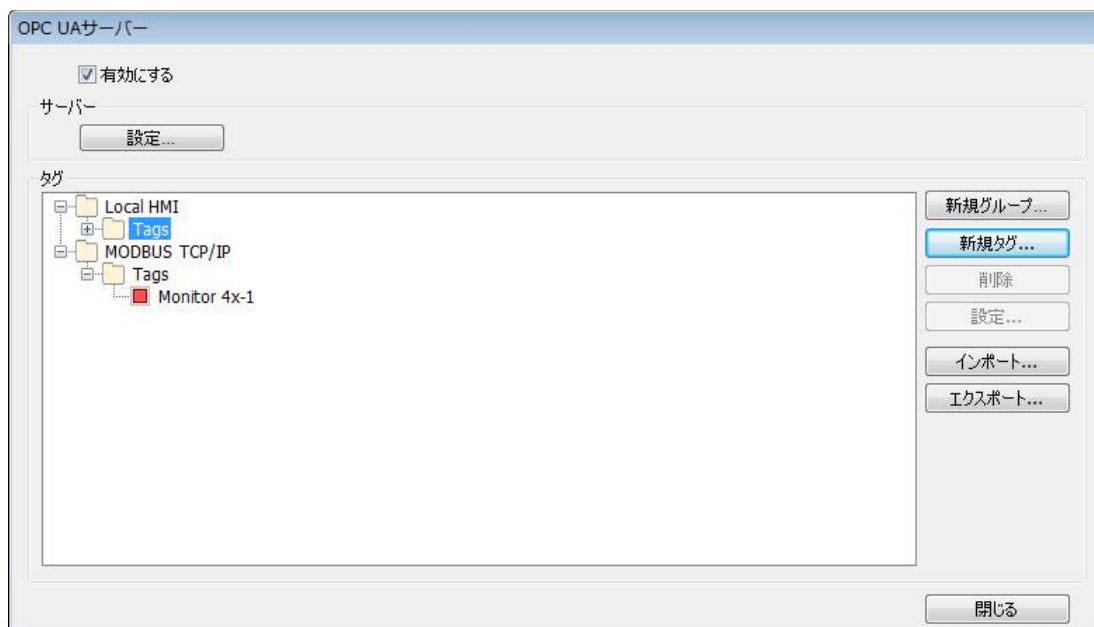 OPC UAサーバー
有効にする
サーバー
設定...
タグ
Local HMI
Tags
MODBUS TCP/IP
Tags
Monitor 4x-1
新規グループ...
新規タグ...
削除
設定...
インポート...
エクスポート...
閉じる